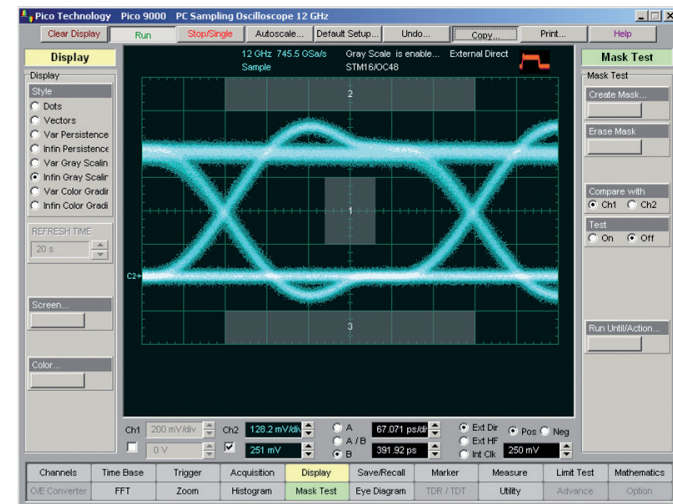 Pico Technology Pico 9000 PC Sampling Oscilloscope 12 GHz
Clear Display Run Stop/Single Autoscale... Default Setup... Undo... Copy... Print... Help
Display
12 GHz 745.5 GSa/s Gray Scale is enable... External Direct
Sample STM16/OC48
Mask Test
Display
Style
Dots
Vectors
Var Persistence
Infin Persistence
Var Gray Scalin
Infin Gray Scalin
Var Color Gradi
Infin Color Gradi
REFRESH TIME
20 s
Screen...
Color...
2
1
C2
3
Mask Test
Create Mask...
Erase Mask
Compare with
Ch1 Ch2
Test
On Off
Run Until/Action...
Ch1 200 mV/div Ch2 128.2 mV/div A 67.071 ps/div Ext Dir Pos Neg
A / B Ext HF
0 V 251 mV B 391.92 ps Int Clk 250 mV
Channels Time Base Trigger Acquisition Display Save/Recall Marker Measure Limit Test Mathematics
O/E Converter FFT Zoom Histogram Mask Test Eye Diagram TDR / TDT Utility Advance Option